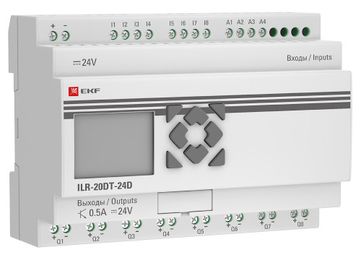 + - I1 I2 I3 I4 I5 I6 I7 I8 A1 A2 A3 A4
⎓24V Входы / Inputs
EKF
ILR-20DT-24D
Выходы / Outputs
0.5A ⎓24V
Q1 Q2 Q3 Q4 Q5 Q6 Q7 Q8